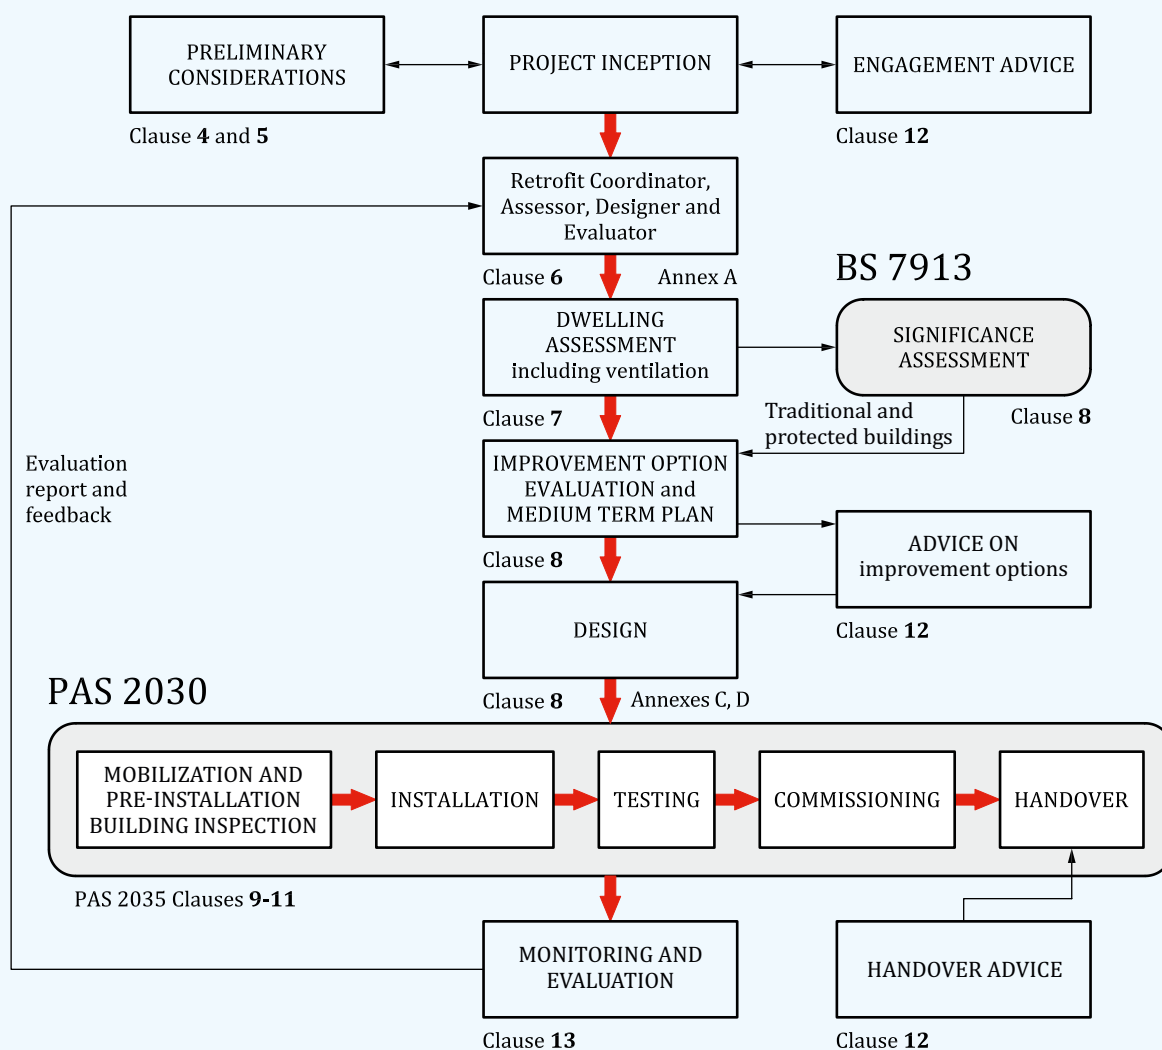 PRELIMINARY
CONSIDERATIONS
PROJECT INCEPTION
ENGAGEMENT ADVICE
Clause 4 and 5
Clause 12
Retrofit Coordinator,
Assessor, Designer and
Evaluator
Clause 6
Annex A
BS 7913
DWELLING
ASSESSMENT
including ventilation
SIGNIFICANCE
ASSESSMENT
Clause 7
Traditional and
protected buildings
Clause 8
Evaluation
report and
feedback
IMPROVEMENT OPTION
EVALUATION and
MEDIUM TERM PLAN
Clause 8
ADVICE ON
improvement options
Clause 12
DESIGN
Clause 8
Annexes C, D
PAS 2030
MOBILIZATION AND
PRE-INSTALLATION
BUILDING INSPECTION
INSTALLATION
TESTING
COMMISSIONING
HANDOVER
PAS 2035 Clauses 9-11
MONITORING AND
EVALUATION
HANDOVER ADVICE
Clause 13
Clause 12